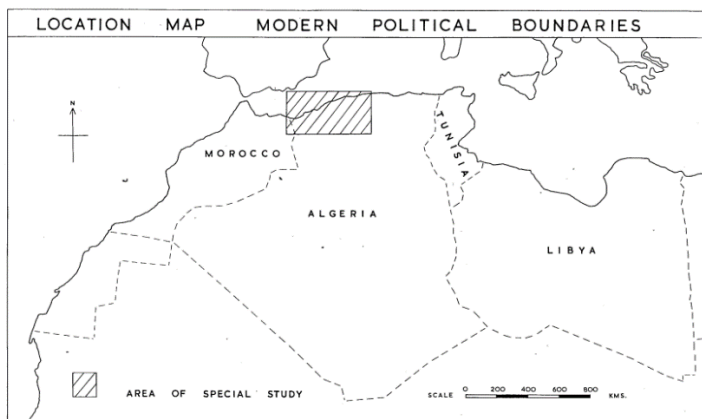 LOCATION MAP MODERN POLITICAL BOUNDARIES
N
TUNISIA
MOROCCO
ALGERIA
LIBYA
AREA OF SPECIAL STUDY
SCALE 0 200 400 600 800 KMS.